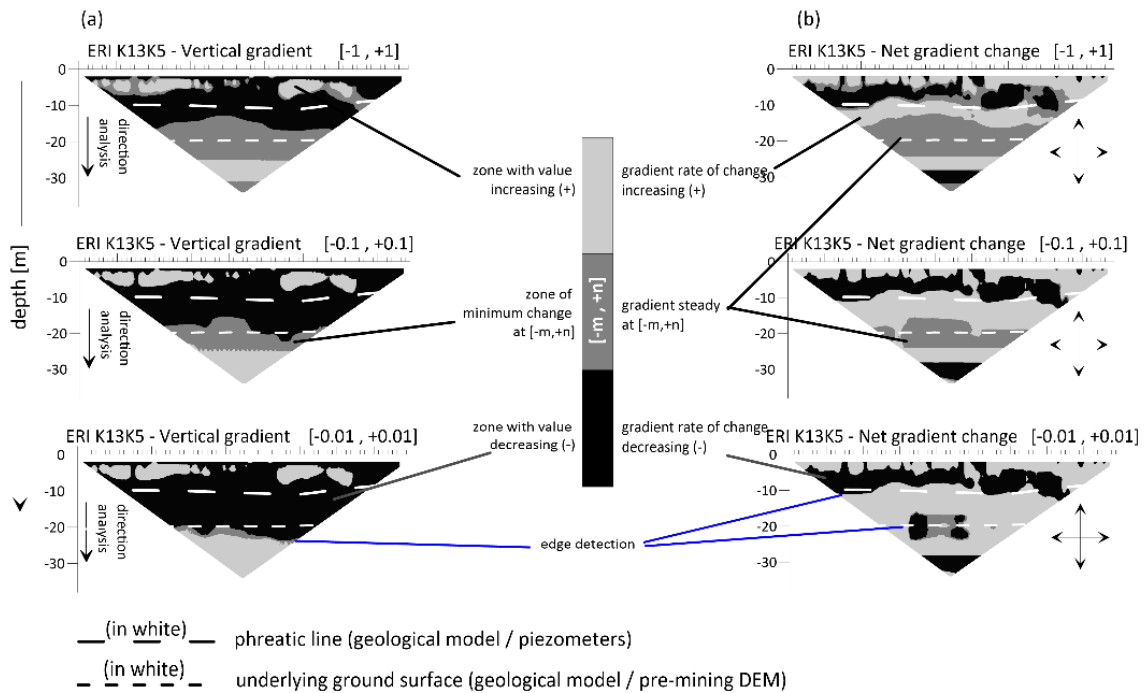 (a)
ERI K13K5 - Vertical gradient [-1 , +1]
0
-10
-20
-30
direction
analysis
depth [m]
ERI K13K5 - Vertical gradient [-0.1 , +0.1]
0
-10
-20
-30
direction
analysis
ERI K13K5 - Vertical gradient [-0.01 , +0.01]
0
-10
-20
-30
direction
analysis
zone with value
increasing (+)
zone of
minimum change
at [-m,+n]
zone with value
decreasing (-)
[-m , +n]
gradient rate of change
increasing (+)
gradient steady
at [-m,+n]
gradient rate of change
decreasing (-)
edge detection
(b)
ERI K13K5 - Net gradient change [-1 , +1]
0
-10
-20
-30
ERI K13K5 - Net gradient change [-0.1 , +0.1]
0
-10
-20
-30
ERI K13K5 - Net gradient change [-0.01 , +0.01]
0
-10
-20
-30
(in white)
phreatic line (geological model / piezometers)
(in white)
underlying ground surface (geological model / pre-mining DEM)